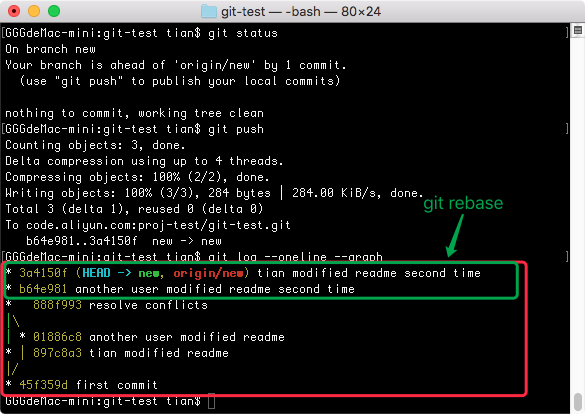 git-test — -bash — 80×24
[GGGdeMac-mini:git-test tian$ git status ]
On branch new
Your branch is ahead of 'origin/new' by 1 commit.
  (use "git push" to publish your local commits)
nothing to commit, working tree clean
[GGGdeMac-mini:git-test tian$ git push ]
Counting objects: 3, done.
Delta compression using up to 4 threads.
Compressing objects: 100% (2/2), done.
Writing objects: 100% (3/3), 284 bytes | 284.00 KiB/s, done.
Total 3 (delta 1), reused 0 (delta 0)
To code.aliyun.com:proj-test/git-test.git
   b64e981..3a4150f  new -> new
git rebase
[GGGdeMac-mini:git-test tian$ git log --oneline --graph ]
* 3a4150f (HEAD -> new, origin/new) tian modified readme second time
* b64e981 another user modified readme second time
*   888f993 resolve conflicts
|\
| * 01886c8 another user modified readme
* | 897c8a3 tian modified readme
|/
* 45f359d first commit
GGGdeMac-mini:git-test tian$